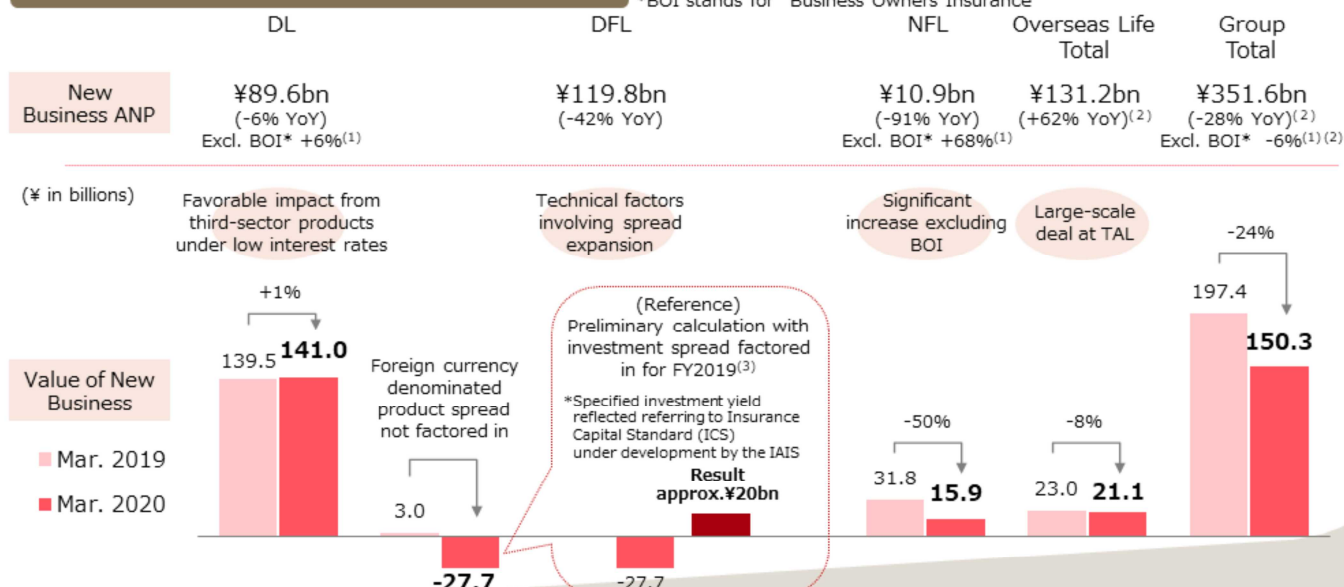 *BOI stands for "Business Owners Insurance"
DL
DFL
NFL
Overseas Life
Total
Group
Total
New
Business ANP
¥89.6bn
(-6% YoY)
Excl. BOI* +6%(1)
¥119.8bn
(-42% YoY)
¥10.9bn
(-91% YoY)
Excl. BOI* +68%(1)
¥131.2bn
(+62% YoY)(2)
¥351.6bn
(-28% YoY)(2)
Excl. BOI* -6%(1)(2)
(¥ in billions)
Favorable impact from
third-sector products
under low interest rates
Technical factors
involving spread
expansion
Significant
increase excluding
BOI
Large-scale
deal at TAL
Value of New
Business
Mar. 2019
Mar. 2020
+1%
139.5
141.0
Foreign currency
denominated
product spread
not factored in
3.0
-27.7
(Reference)
Preliminary calculation with
investment spread factored
in for FY2019(3)
*Specified investment yield
reflected referring to Insurance
Capital Standard (ICS)
under development by the IAIS
Result
approx.¥20bn
-27.7
-50%
31.8
15.9
-8%
23.0
21.1
-24%
197.4
150.3